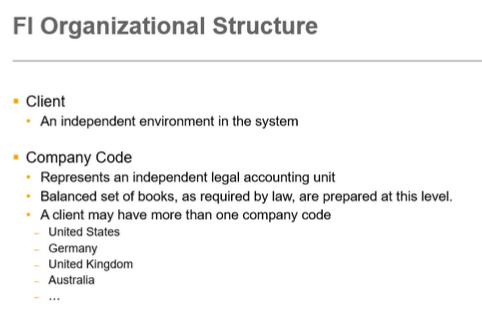 FI Organizational Structure
Client
An independent environment in the system
Company Code
Represents an independent legal accounting unit
Balanced set of books, as required by law, are prepared at this level.
A client may have more than one company code
United States
Germany
United Kingdom
Australia
...